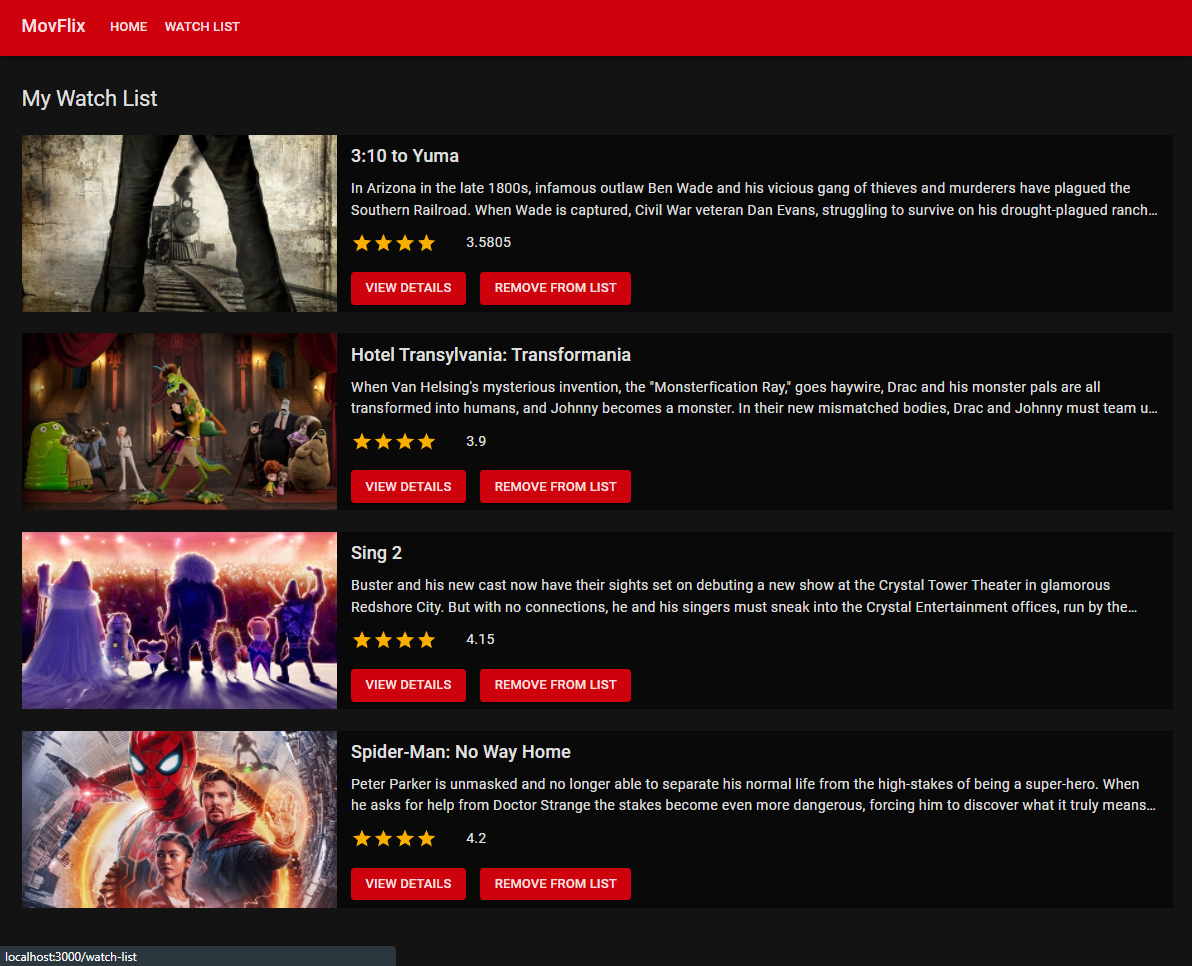 MovFlix HOME WATCH LIST
My Watch List
3:10 to Yuma
In Arizona in the late 1800s, infamous outlaw Ben Wade and his vicious gang of thieves and murderers have plagued the
Southern Railroad. When Wade is captured, Civil War veteran Dan Evans, struggling to survive on his drought-plagued ranch…
3.5805
VIEW DETAILS REMOVE FROM LIST
Hotel Transylvania: Transformania
When Van Helsing's mysterious invention, the "Monsterfication Ray," goes haywire, Drac and his monster pals are all
transformed into humans, and Johnny becomes a monster. In their new mismatched bodies, Drac and Johnny must team u…
3.9
VIEW DETAILS REMOVE FROM LIST
Sing 2
Buster and his new cast now have their sights set on debuting a new show at the Crystal Tower Theater in glamorous
Redshore City. But with no connections, he and his singers must sneak into the Crystal Entertainment offices, run by the…
4.15
VIEW DETAILS REMOVE FROM LIST
Spider-Man: No Way Home
Peter Parker is unmasked and no longer able to separate his normal life from the high-stakes of being a super-hero. When
he asks for help from Doctor Strange the stakes become even more dangerous, forcing him to discover what it truly means…
4.2
VIEW DETAILS REMOVE FROM LIST
localhost:3000/watch-list